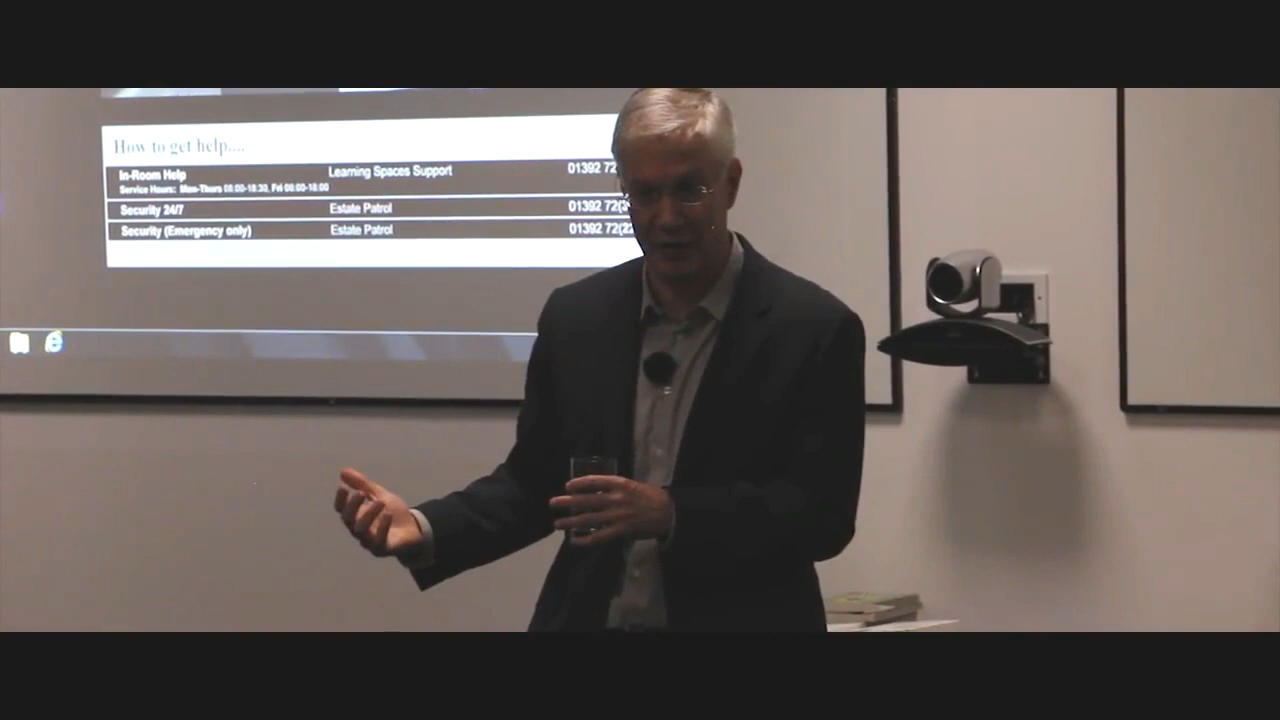 How to get help....
In-Room Help Learning Spaces Support 01392 72
Service Hours: Mon-Thurs 08:00-18.30, Fri 08:00-18:00
Security 24/7 Estate Patrol 01392 72(3
Security (Emergency only) Estate Patrol 01392 72(22